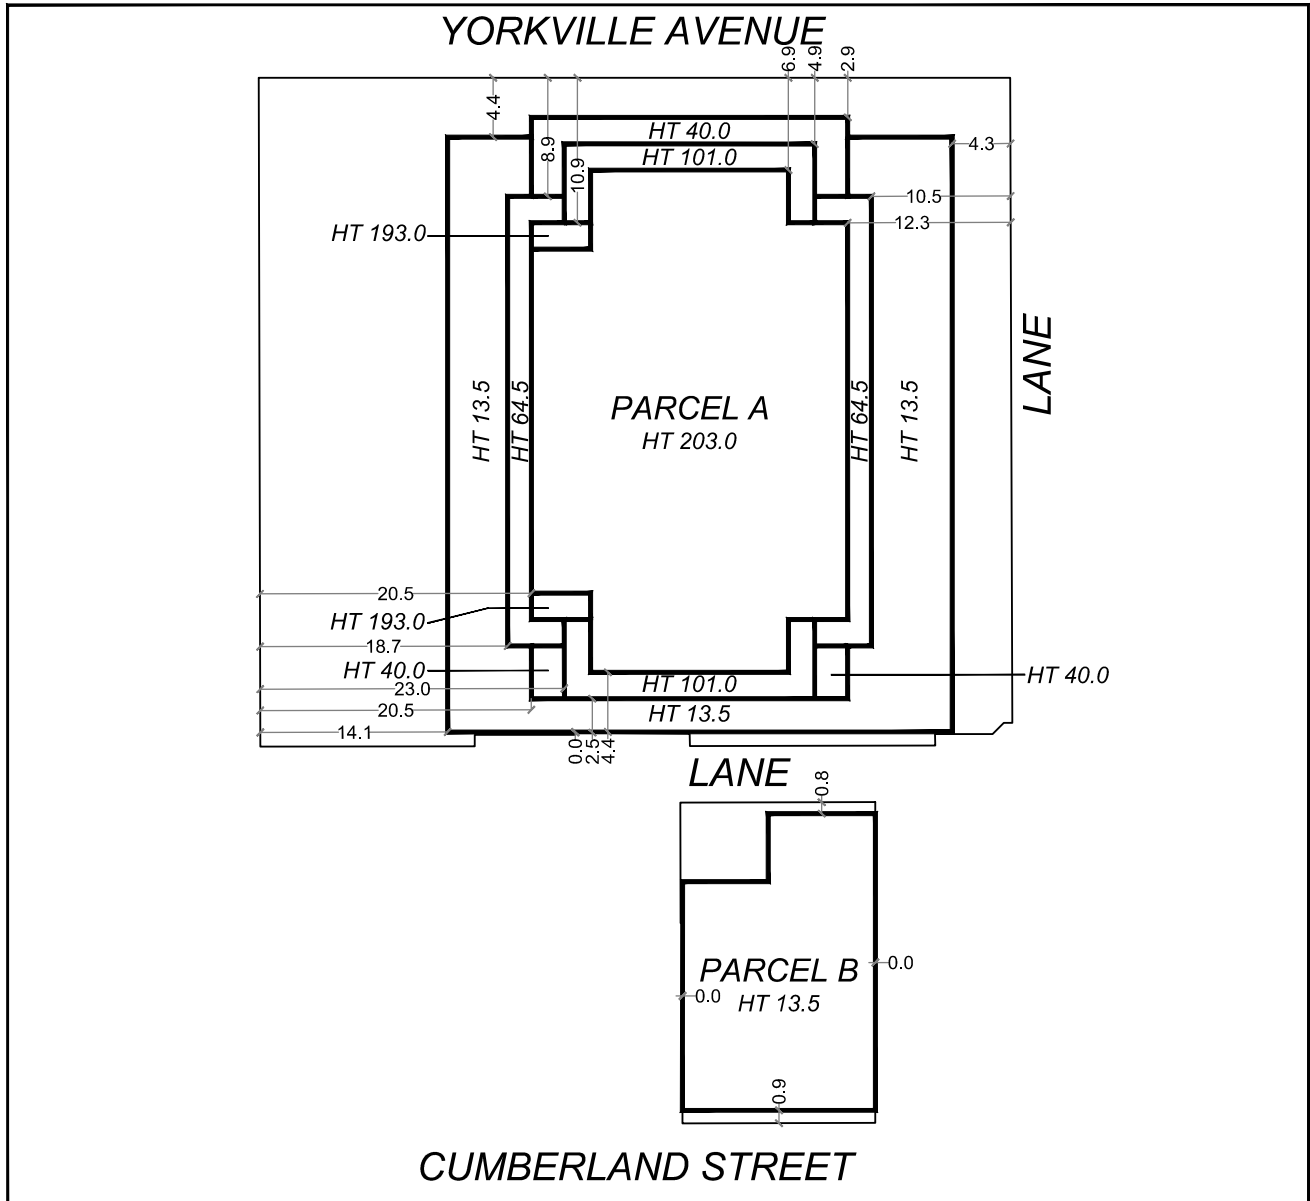 YORKVILLE AVENUE
6.9
4.9
2.9
4.4
HT 40.0
8.9
HT 101.0
4.3
10.9
10.5
12.3
HT 193.0
LANE
HT 13.5
HT 64.5
PARCEL A
HT 203.0
HT 64.5
HT 13.5
20.5
HT 193.0
18.7
HT 40.0
HT 40.0
23.0
HT 101.0
20.5
HT 13.5
14.1
0.0
2.5
4.4
LANE
0.8
PARCEL B
0.0
0.0
HT 13.5
0.9
CUMBERLAND STREET